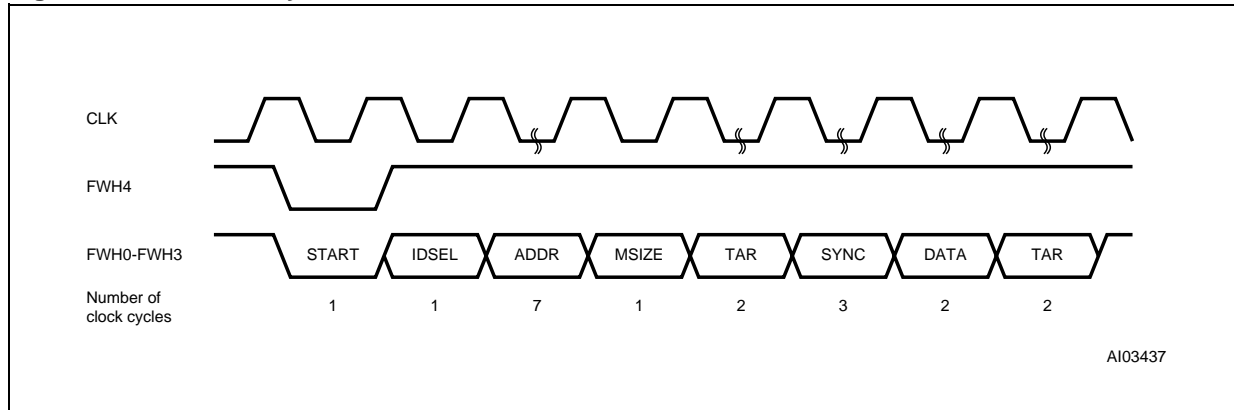 CLK
FWH4
FWH0-FWH3 START IDSEL ADDR MSIZE TAR SYNC DATA TAR
Number of
clock cycles 1 1 7 1 2 3 2 2
AI03437